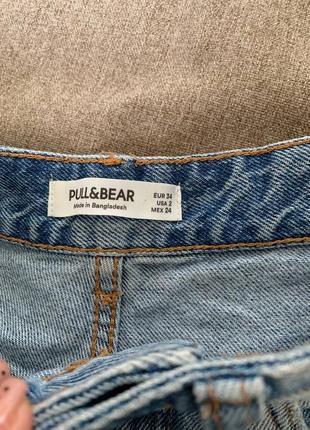 PULL&BEAR
Made in Bangladesh
EUR 34
USA 2
MEX 24